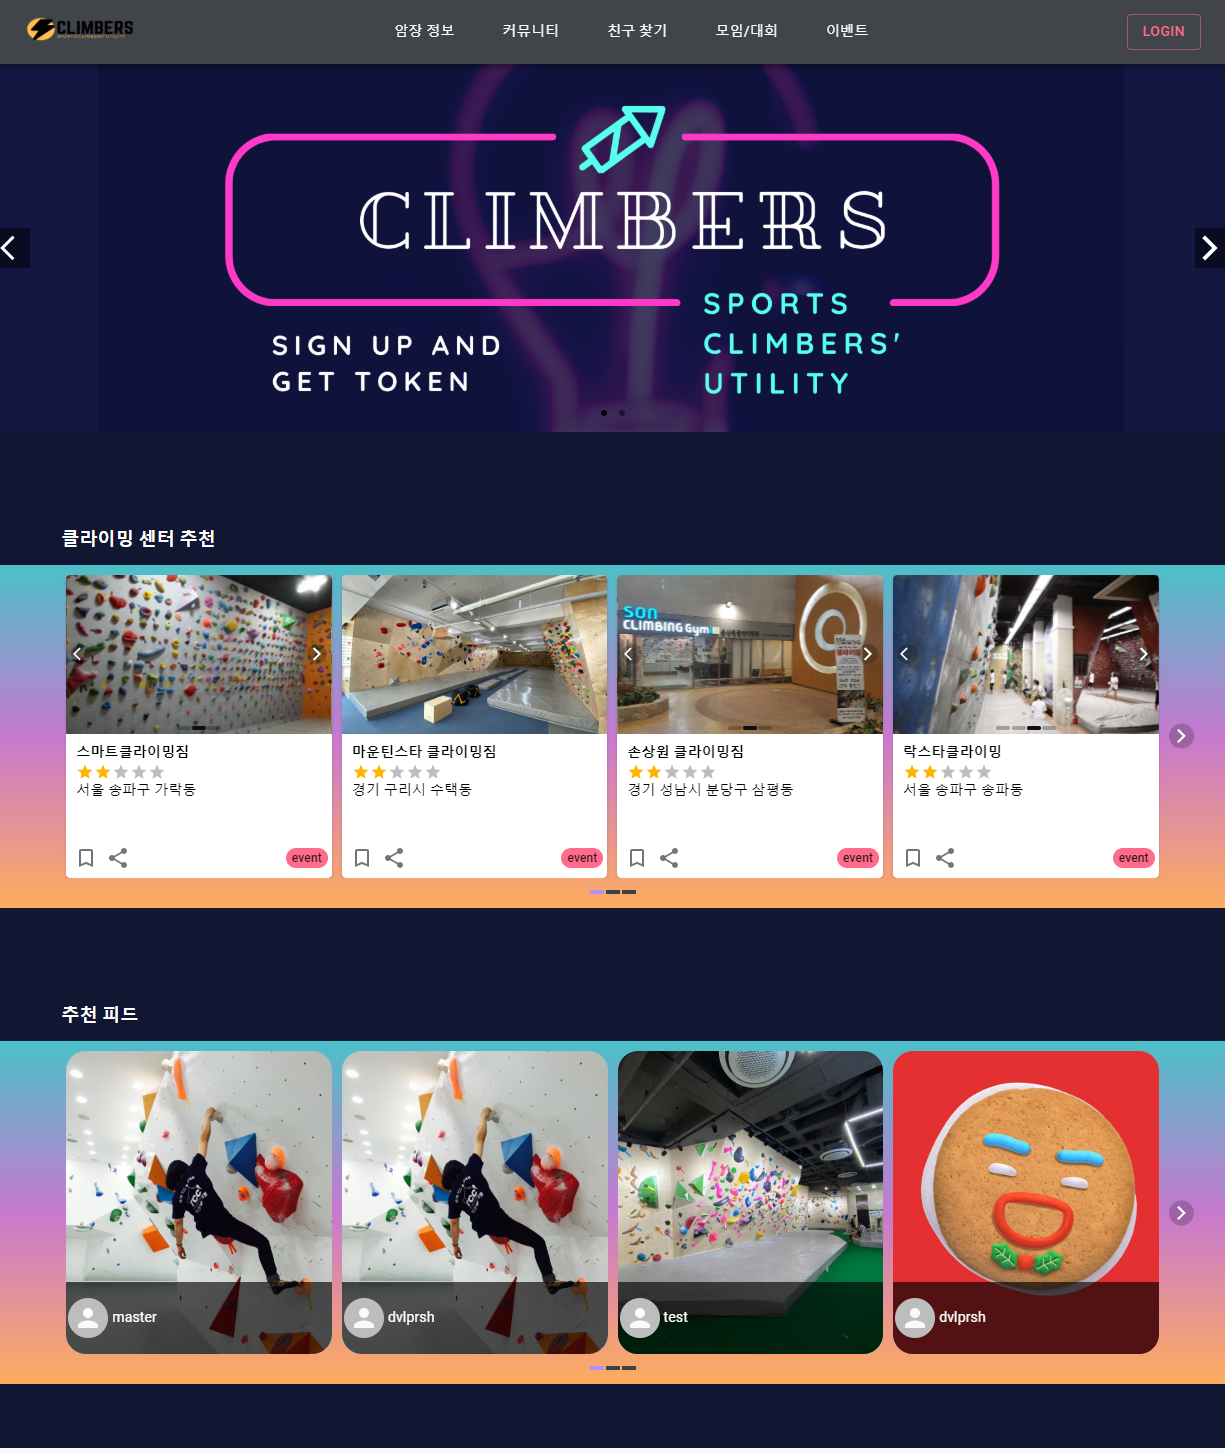 CLIMBERS
SPORTS CLIMBERS UTILITY
암장 정보
커뮤니티
친구 찾기
모임/대회
이벤트
LOGIN
CLIMBERS
SPORTS
CLIMBERS'
UTILITY
SIGN UP AND
GET TOKEN
클라이밍 센터 추천
SON
CLIMBING Gym
스마트클라이밍짐
서울 송파구 가락동
event
마운틴스타 클라이밍짐
경기 구리시 수택동
event
손상원 클라이밍짐
경기 성남시 분당구 삼평동
event
락스타클라이밍
서울 송파구 송파동
event
추천 피드
master
dvlprsh
test
dvlprsh